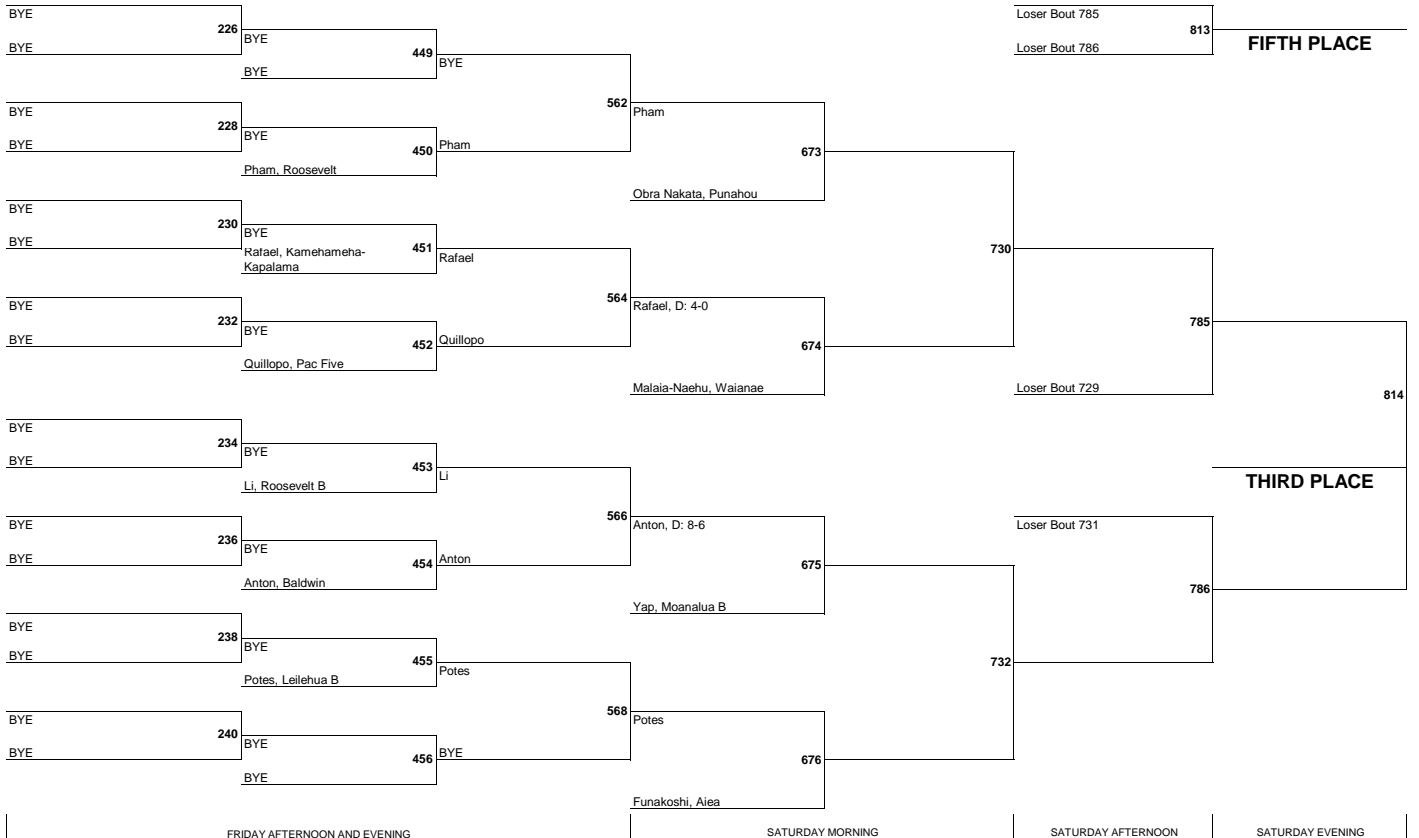 BYE
226
BYE
BYE
449
BYE
BYE
BYE
228
BYE
BYE
450
Pham
Pham, Roosevelt
562
Pham
673
Obra Nakata, Punahou
BYE
230
BYE
BYE
451
Rafael, Kamehameha-
Kapalama
Rafael
BYE
232
BYE
BYE
452
Quillopo
Quillopo, Pac Five
564
Rafael, D: 4-0
674
Malaia-Naehu, Waianae
730
785
Loser Bout 729
BYE
234
BYE
BYE
453
Li
Li, Roosevelt B
BYE
236
BYE
BYE
454
Anton
Anton, Baldwin
566
Anton, D: 8-6
675
Yap, Moanalua B
BYE
238
BYE
BYE
455
Potes
Potes, Leilehua B
BYE
240
BYE
BYE
456
BYE
BYE
568
Potes
676
Funakoshi, Aiea
732
Loser Bout 731
786
Loser Bout 785
813
Loser Bout 786
FIFTH PLACE
814
THIRD PLACE
FRIDAY AFTERNOON AND EVENING
SATURDAY MORNING
SATURDAY AFTERNOON
SATURDAY EVENING